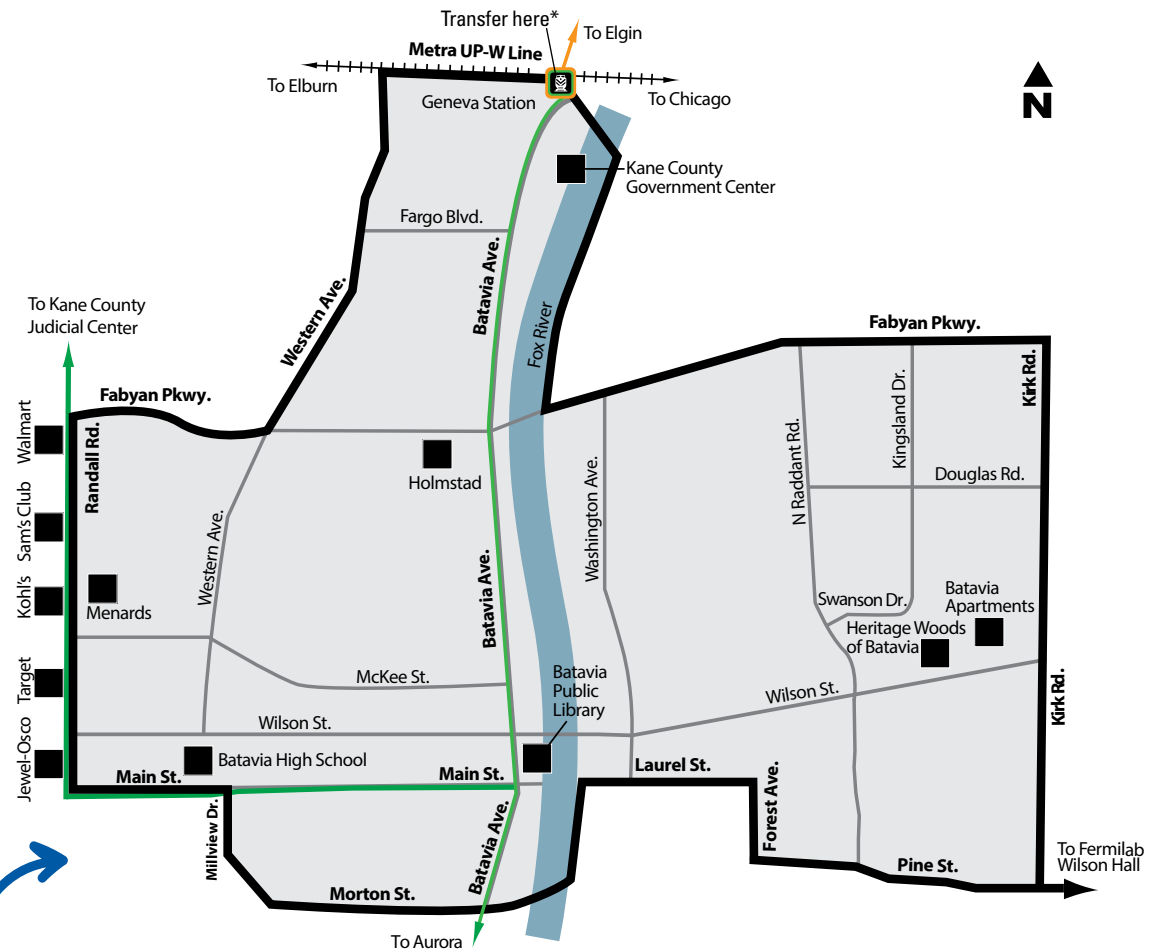 Transfer here*
To Elgin
Metra UP-W Line
To Elburn
To Chicago
Geneva Station
N
Kane County
Government Center
Fargo Blvd.
Batavia Ave.
Western Ave.
Fox River
To Kane County
Judicial Center
Fabyan Pkwy.
Fabyan Pkwy.
Kirk Rd.
Walmart
Randall Rd.
Holmstad
Washington Ave.
N Raddant Rd.
Kingsland Dr.
Douglas Rd.
Sam's Club
Western Ave.
Kohl's
Menards
Batavia Ave.
Swanson Dr.
Batavia
Apartments
Heritage Woods
of Batavia
Target
McKee St.
Batavia
Public
Library
Wilson St.
Kirk Rd.
Wilson St.
Jewel-Osco
Batavia High School
Main St.
Main St.
Laurel St.
Millview Dr.
Batavia Ave.
Forest Ave.
Morton St.
Pine St.
To Fermilab
Wilson Hall
To Aurora